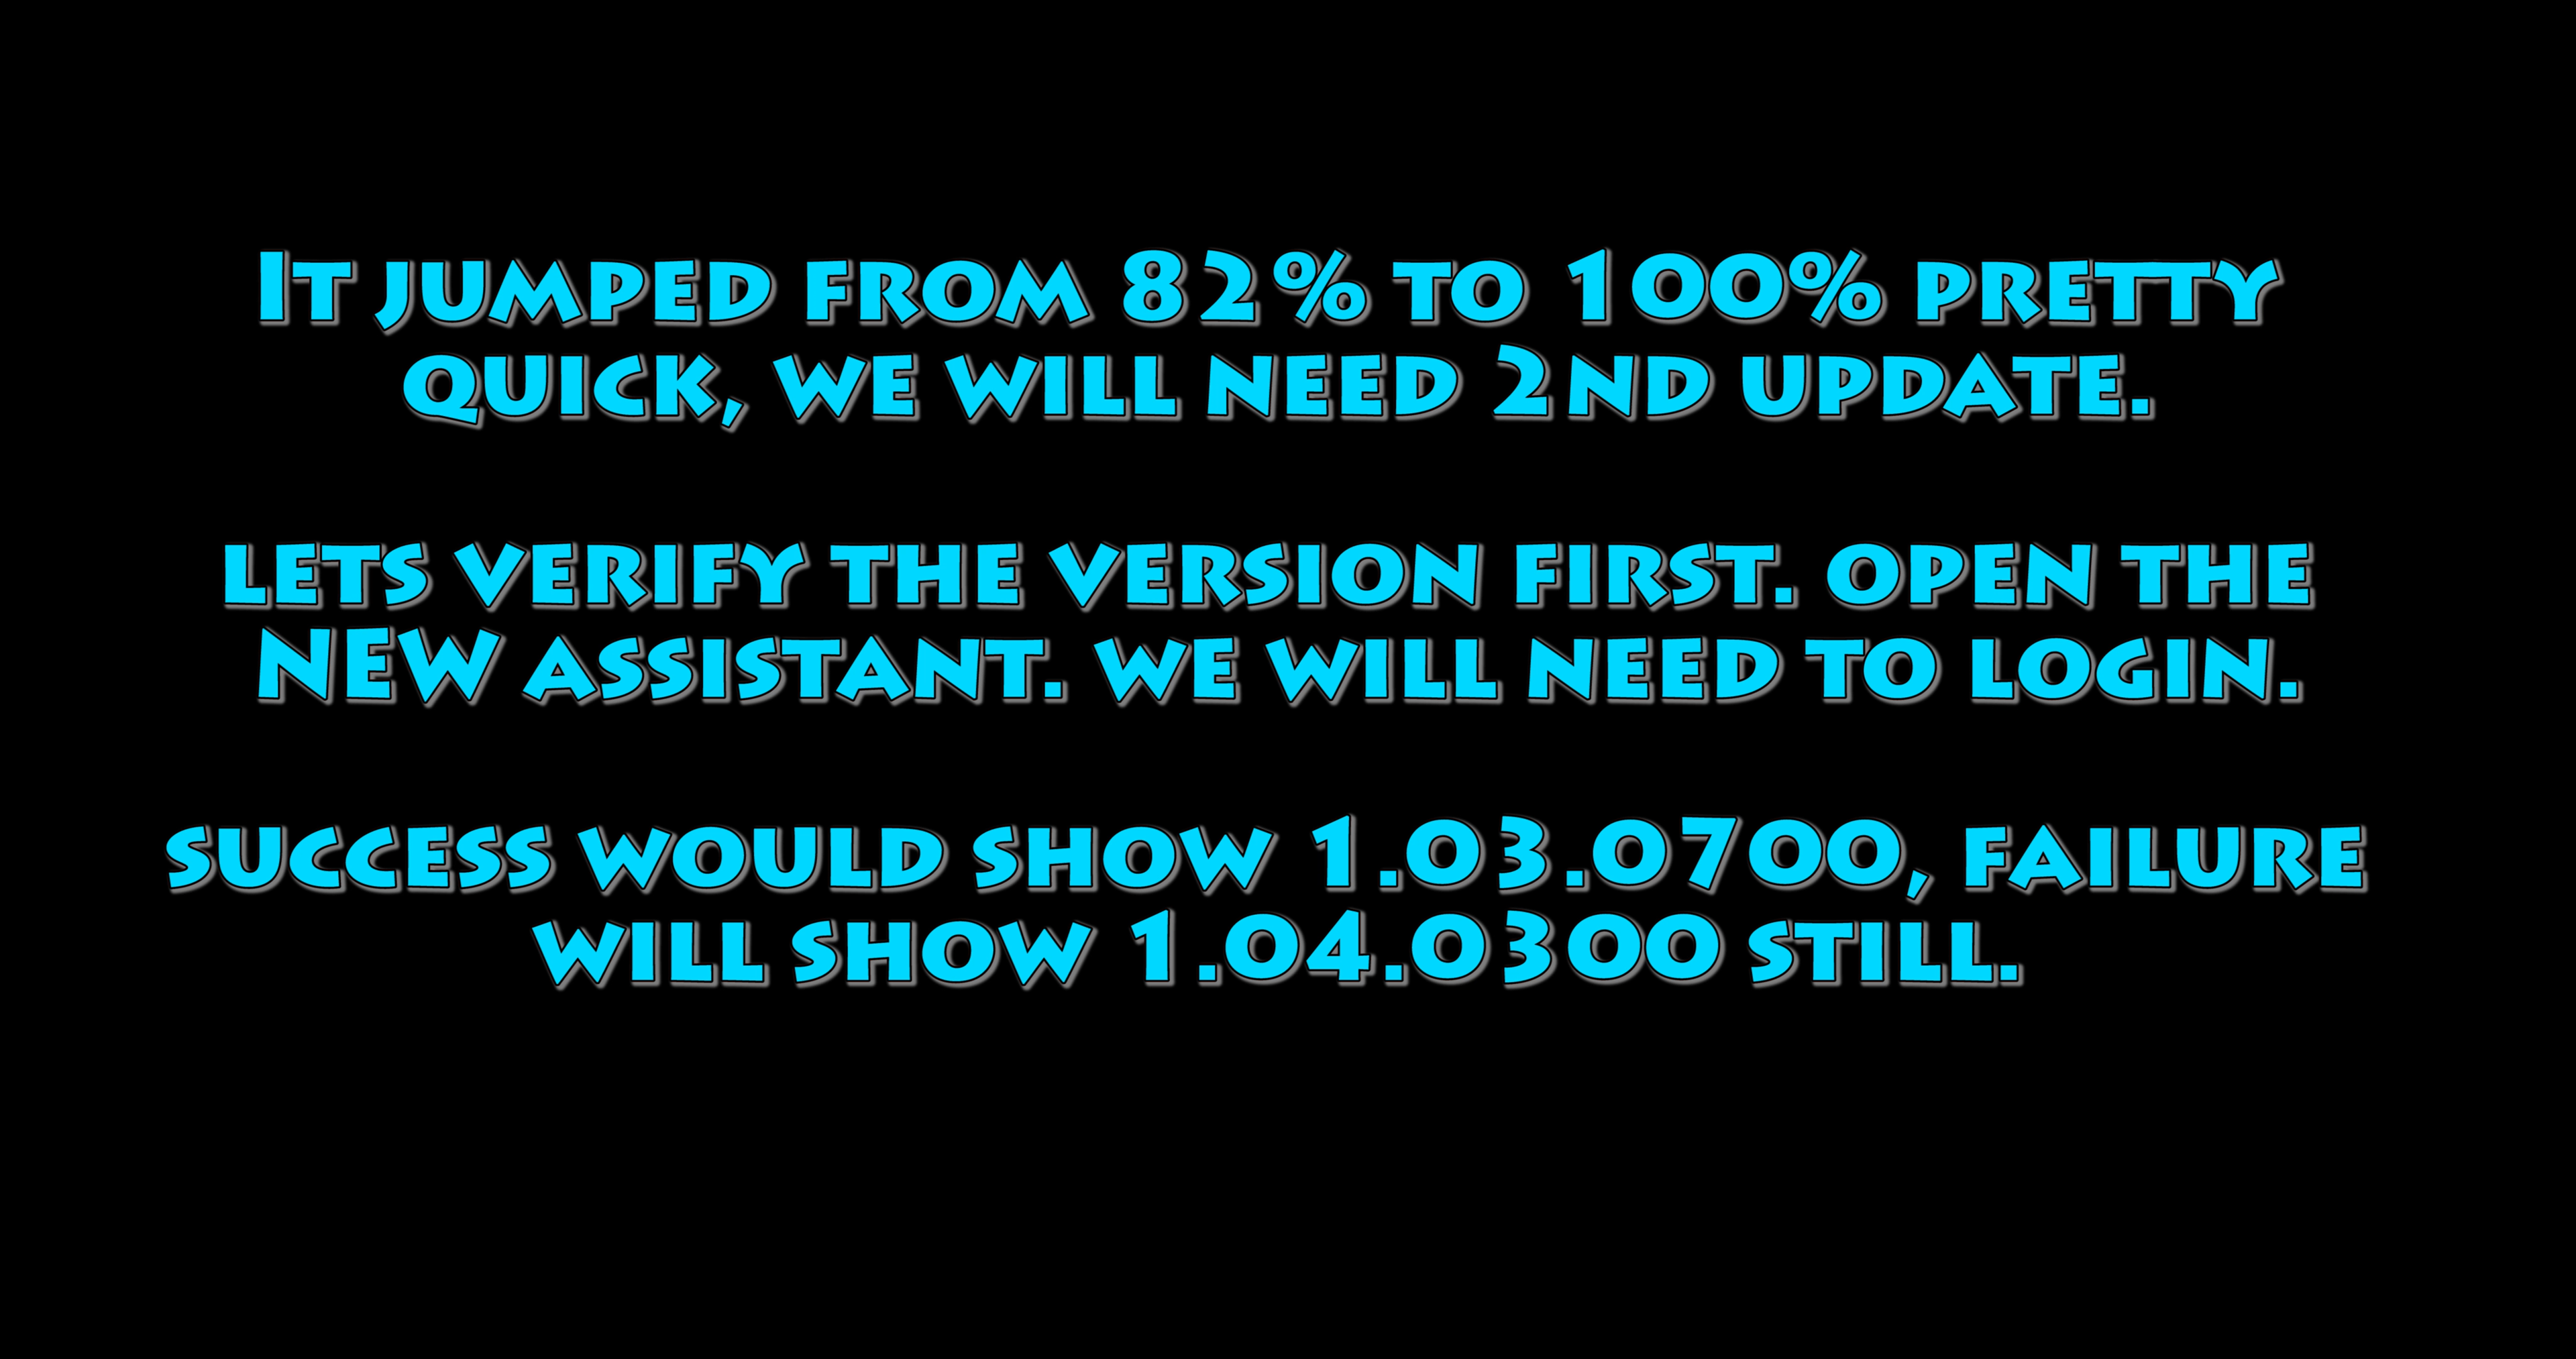 It jumped from 82% to 100% pretty
quick, we will need 2nd update.
lets verify the version first. open the
NEW assistant. we will need to login.
success would show 1.03.0700, failure
will show 1.04.0300 still.